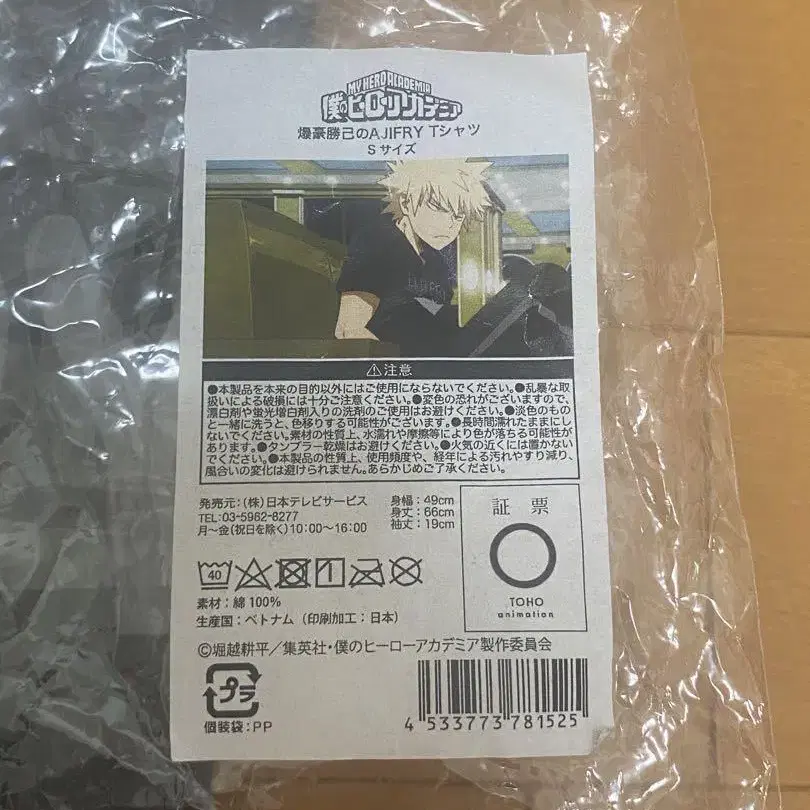 MY HERO ACADEMIA
僕のヒーローアカデミア
爆豪勝己のAJIFRY Tシャツ
Sサイズ
⚠注意
●本製品を本来の目的以外にはご使用にならないでください。●乱暴な取
扱いによる破損には十分ご注意ください。●変色の恐れがございますので、
漂白剤や蛍光増白剤入りの洗剤のご使用はお避けください。●淡色のもの
と一緒に洗うと、色移りする可能性がございます。●長時間濡れたままにし
ないでください。素材の性質上、水濡れや摩擦等により色が落ちる可能性が
あります。●タンブラー乾燥はお避けください。●火気の近くには置かない
でください。●本製品の性質上、使用頻度や、経年による汚れやすり減り、
風合いの変化は避けられません。あらかじめご了承ください。
発売元:(株)日本テレビサービス
TEL:03-5962-8277
月〜金(祝日を除く)10:00〜16:00
身幅:49cm
身丈:66cm
袖丈:19cm
証 票
TOHO
animation
40
素材:綿100%
生産国:ベトナム(印刷加工:日本)
©堀越耕平/集英社・僕のヒーローアカデミア製作委員会
プラ
個装袋:PP
4 533773 781525